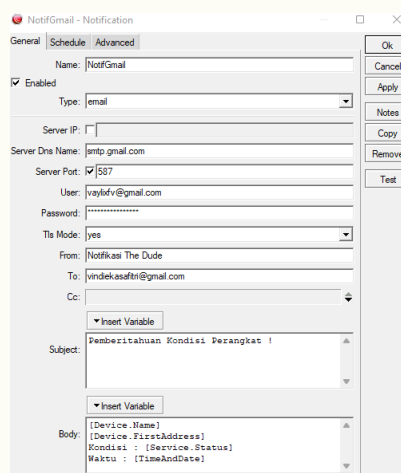 NotifGmail - Notification
General Schedule Advanced
Name: NotifGmail
Enabled
Type: email
Server IP:
Server Dns Name: smtp.gmail.com
Server Port: 587
User: vaylixfv@gmail.com
Password: ****************
Tls Mode: yes
From: Notifikasi The Dude
To: vindiekasafitri@gmail.com
Cc:
Insert Variable
Subject: Pemberitahuan Kondisi Perangkat !
Insert Variable
Body: [Device.Name]
[Device.FirstAddress]
Kondisi : [Service.Status]
Waktu : [TimeAndDate]
Ok
Cancel
Apply
Notes
Copy
Remove
Test